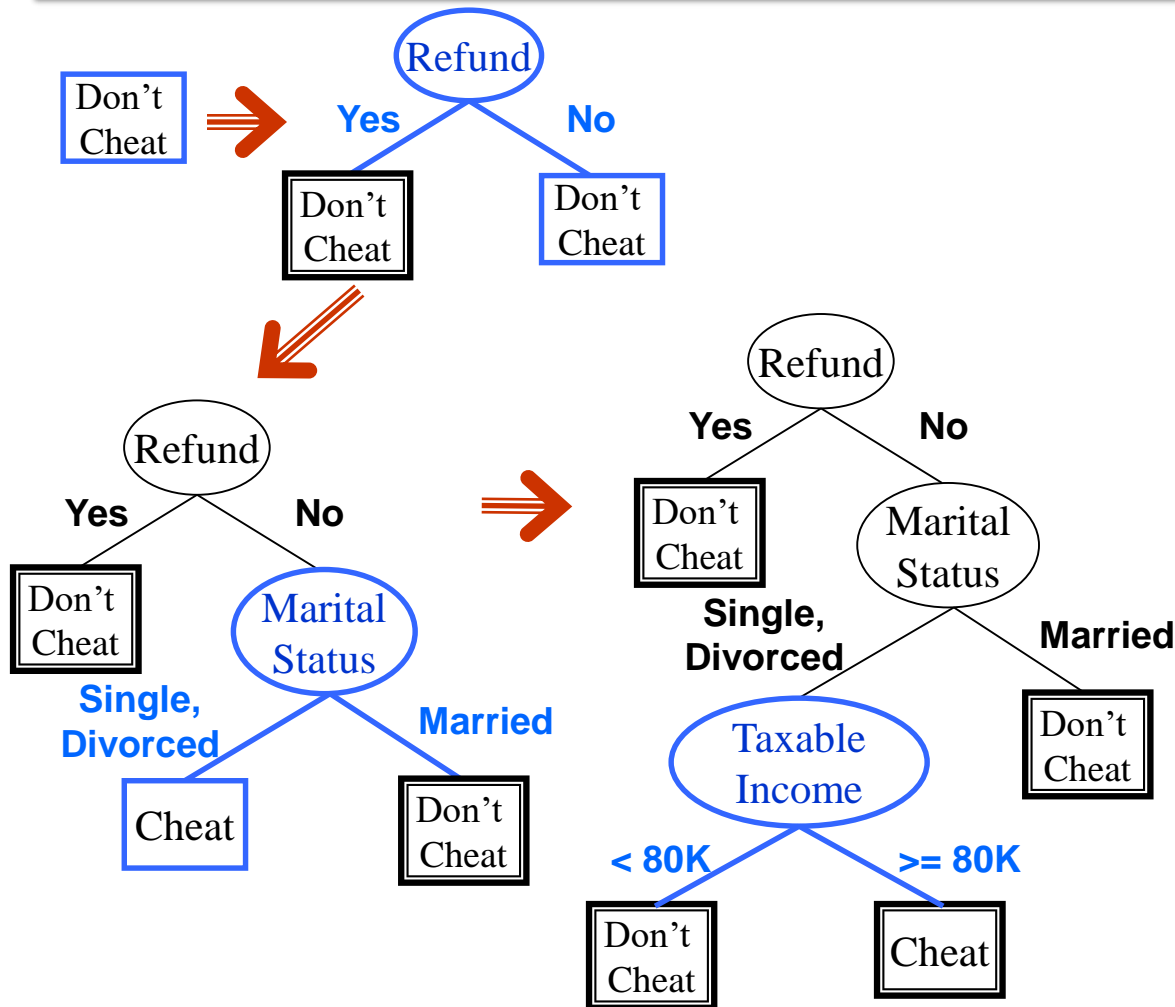 Don't
Cheat
Refund
Yes
No
Don't
Cheat
Don't
Cheat
Refund
Yes
No
Don't
Cheat
Marital
Status
Single,
Divorced
Married
Cheat
Don't
Cheat
Refund
Yes
No
Don't
Cheat
Marital
Status
Single,
Divorced
Married
Taxable
Income
Don't
Cheat
< 80K
>= 80K
Don't
Cheat
Cheat